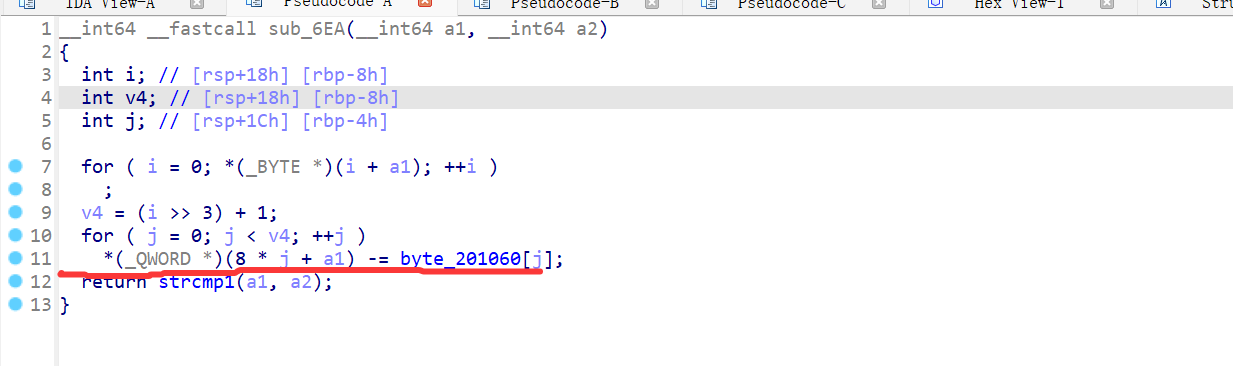 IDA View-A Pseudocode-A Pseudocode-B Pseudocode-C Hex View-1 Stru
1 __int64 __fastcall sub_6EA(__int64 a1, __int64 a2)
2 {
3 int i; // [rsp+18h] [rbp-8h]
4 int v4; // [rsp+18h] [rbp-8h]
5 int j; // [rsp+1Ch] [rbp-4h]
6
7 for ( i = 0; *(_BYTE *)(i + a1); ++i )
8 ;
9 v4 = (i >> 3) + 1;
10 for ( j = 0; j < v4; ++j )
11 *(_QWORD *)(8 * j + a1) -= byte_201060[j];
12 return strcmp1(a1, a2);
13 }